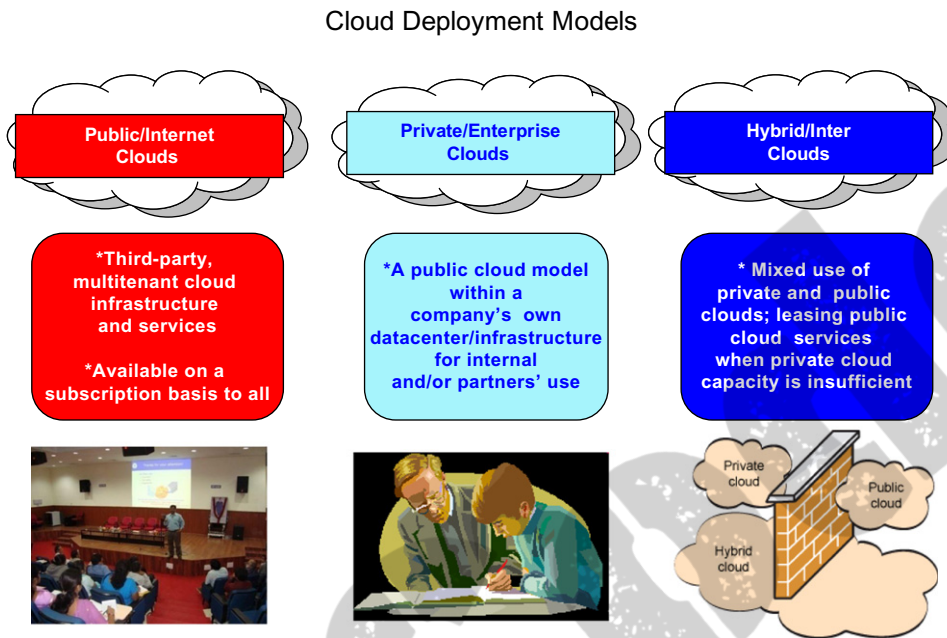 Cloud Deployment Models
Public/Internet
Clouds
Private/Enterprise
Clouds
Hybrid/Inter
Clouds
*Third-party,
multitenant cloud
infrastructure
and services
*Available on a
subscription basis to all
*A public cloud model
within a
company's own
datacenter/infrastructure
for internal
and/or partners' use
* Mixed use of
private and public
clouds; leasing public
cloud services
when private cloud
capacity is insufficient
Private
cloud
Public
cloud
Hybrid
cloud